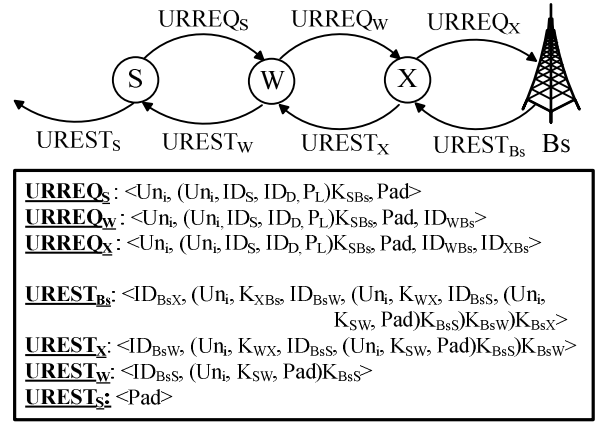 URREQS URREQW URREQX
S W X
URESTS URESTW URESTX URESTBs Bs
URREQS: <Uni, (Uni, IDS, IDD, PL)KSBs, Pad>
URREQW: <Uni, (Uni, IDS, IDD, PL)KSBs, Pad, IDWBs>
URREQX: <Uni, (Uni, IDS, IDD, PL)KSBs, Pad, IDWBs, IDXBs>
URESTBs: <IDBsX, (Uni, KXBs, IDBsW, (Uni, KWX, IDBsS, (Uni,
KSW, Pad)KBsS)KBsW)KBsX>
URESTX: <IDBsW, (Uni, KWX, IDBsS, (Uni, KSW, Pad)KBsS)KBsW>
URESTW: <IDBsS, (Uni, KSW, Pad)KBsS>
URESTS: <Pad>